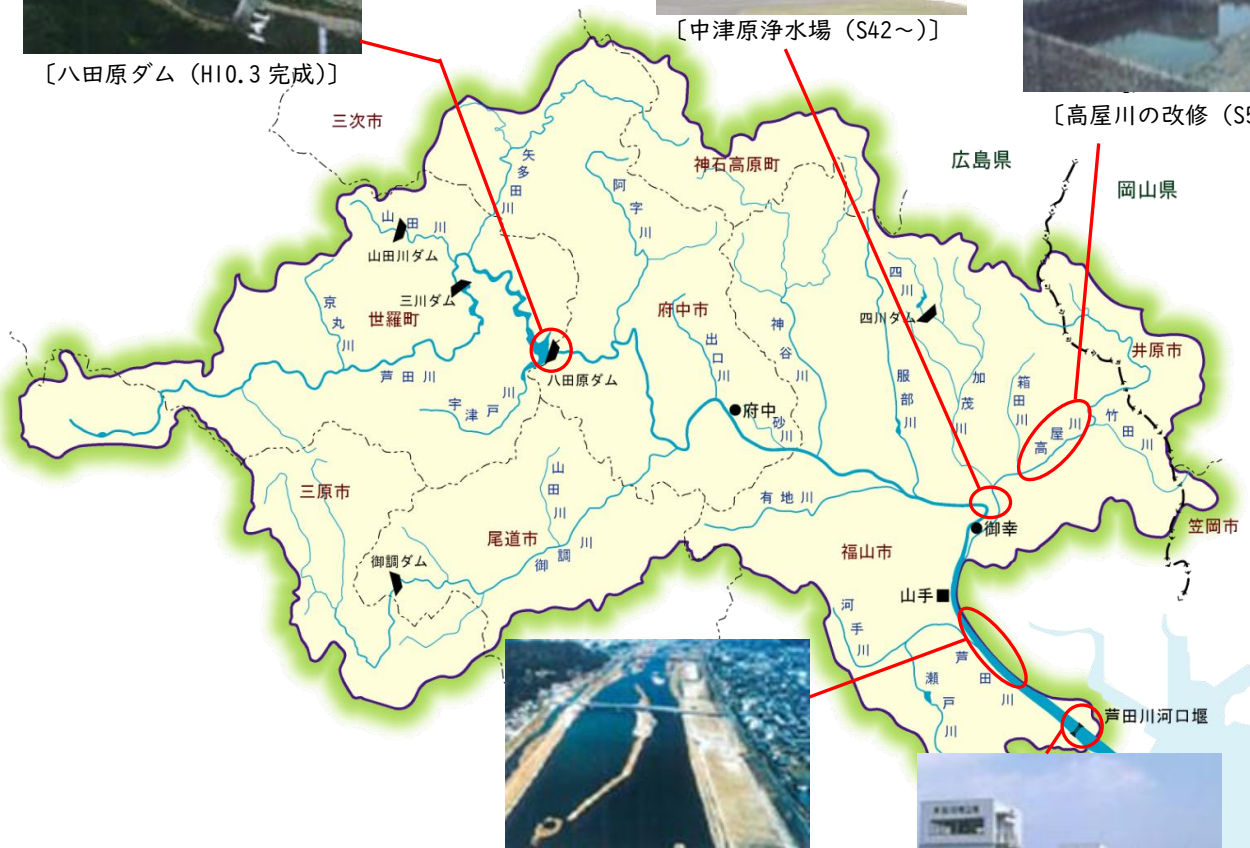 〔八田原ダム（H10.3 完成）〕
〔中津原浄水場（S42～）〕
〔高屋川の改修（S5
三次市
神石高原町
広島県
岡山県
矢多田川
阿字川
山田川
山田川ダム
三川ダム
京丸川
世羅町
芦田川
宇津戸川
八田原ダム
府中市
出口川
神谷川
四川
四川ダム
服部川
加茂川
箱田川
高屋川
竹田川
井原市
府中
砂川
有地川
三原市
尾道市
山田川
御調川
御調ダム
福山市
御幸
笠岡市
山手
河手川
瀬戸川
芦田川
芦田川河口堰